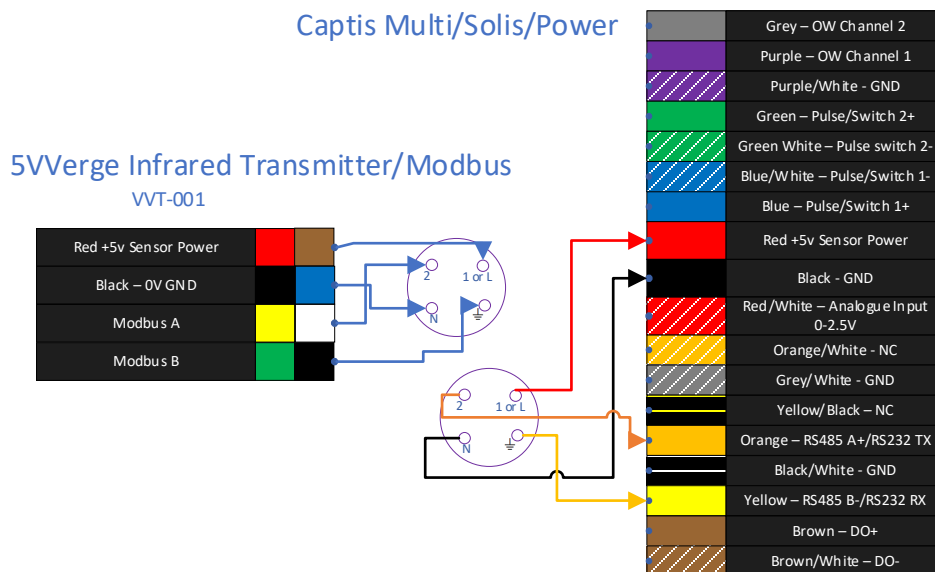 Captis Multi/Solis/Power
Grey – OW Channel 2
Purple – OW Channel 1
Purple/White - GND
Green – Pulse/Switch 2+
Green White – Pulse switch 2-
Blue/White – Pulse/Switch 1-
Blue – Pulse/Switch 1+
Red +5v Sensor Power
Black - GND
Red/White – Analogue Input
0-2.5V
Orange/White - NC
Grey/White - GND
Yellow/Black – NC
Orange – RS485 A+/RS232 TX
Black/White - GND
Yellow – RS485 B-/RS232 RX
Brown – DO+
Brown/White – DO-
5VVerge Infrared Transmitter/Modbus
VVT-001
Red +5v Sensor Power
Black – 0V GND
Modbus A
Modbus B
2
1 or L
N
2
1 or L
N